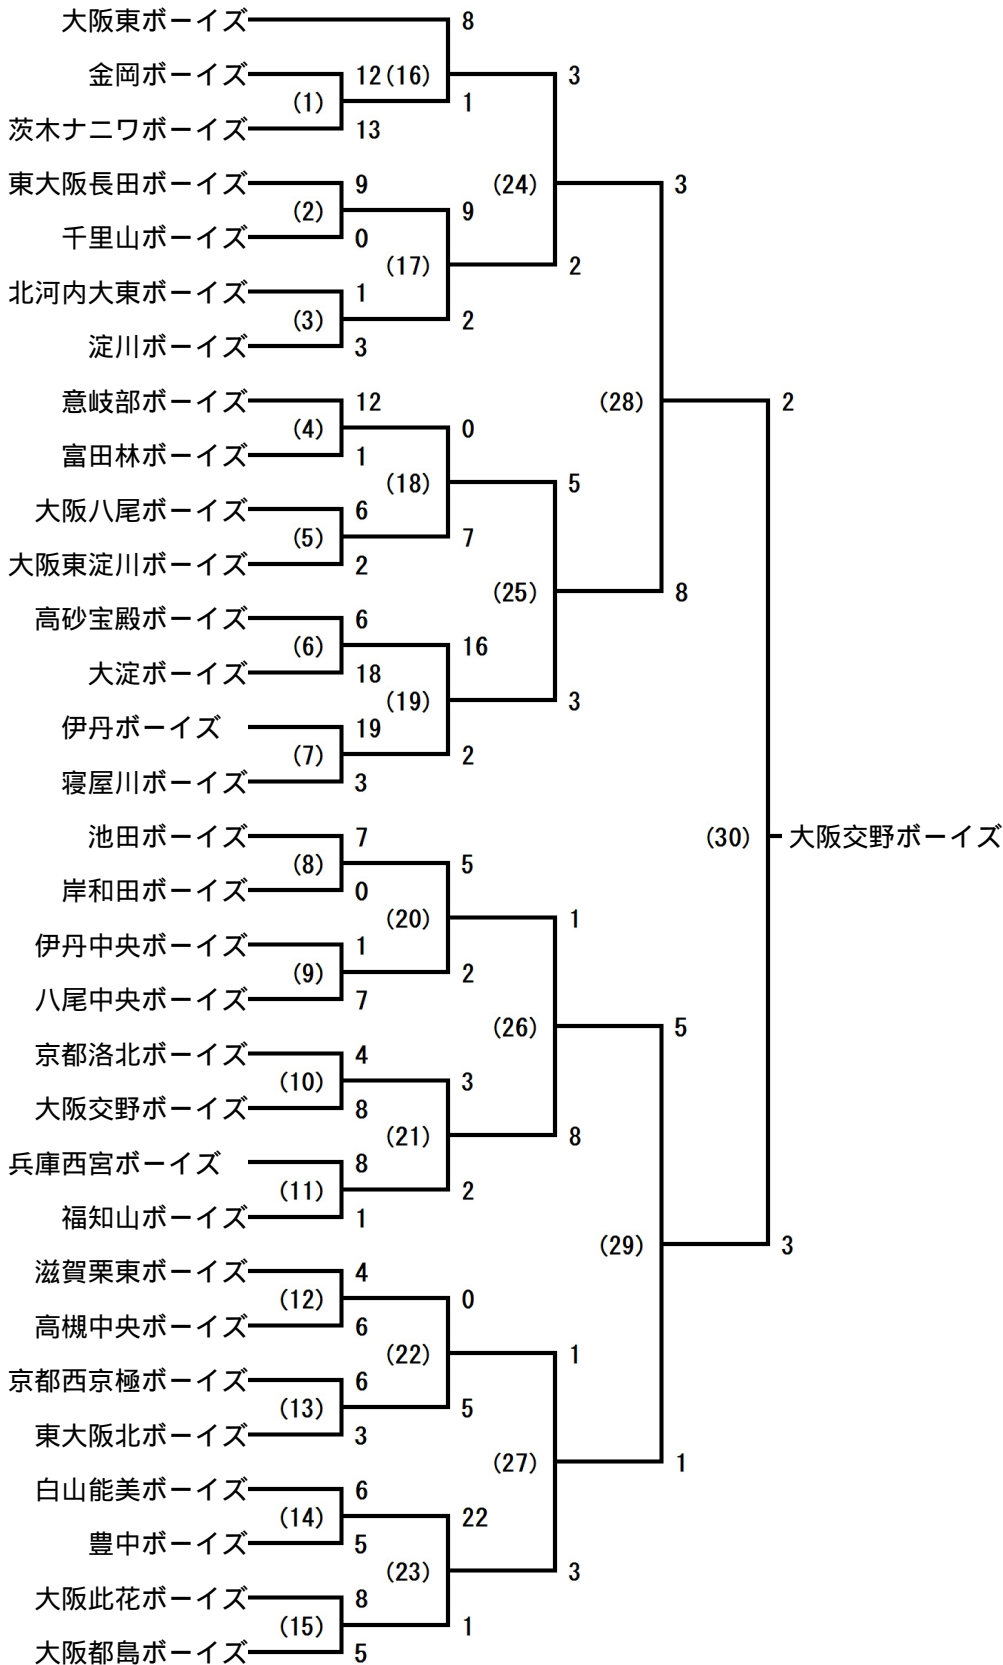 大阪東ボーイズ 8
金岡ボーイズ 12(16) 3
(1) 1
茨木ナニワボーイズ 13
東大阪長田ボーイズ 9 (24) 3
(2) 9
千里山ボーイズ 0
(17) 2
北河内大東ボーイズ 1
(3) 2
淀川ボーイズ 3
意岐部ボーイズ 12 (28) 2
(4) 0
富田林ボーイズ 1
(18) 5
大阪八尾ボーイズ 6
(5) 7
大阪東淀川ボーイズ 2
(25) 8
高砂宝殿ボーイズ 6
(6) 16
大淀ボーイズ 18
(19) 3
伊丹ボーイズ 19
(7) 2
寝屋川ボーイズ 3
池田ボーイズ 7 (30) 大阪交野ボーイズ
(8) 5
岸和田ボーイズ 0
(20) 1
伊丹中央ボーイズ 1
(9) 2
八尾中央ボーイズ 7
(26) 5
京都洛北ボーイズ 4
(10) 3
大阪交野ボーイズ 8
(21) 8
兵庫西宮ボーイズ 8
(11) 2
福知山ボーイズ 1
(29) 3
滋賀栗東ボーイズ 4
(12) 0
高槻中央ボーイズ 6
(22) 1
京都西京極ボーイズ 6
(13) 5
東大阪北ボーイズ 3
(27) 1
白山能美ボーイズ 6
(14) 22
豊中ボーイズ 5
(23) 3
大阪此花ボーイズ 8
(15) 1
大阪都島ボーイズ 5